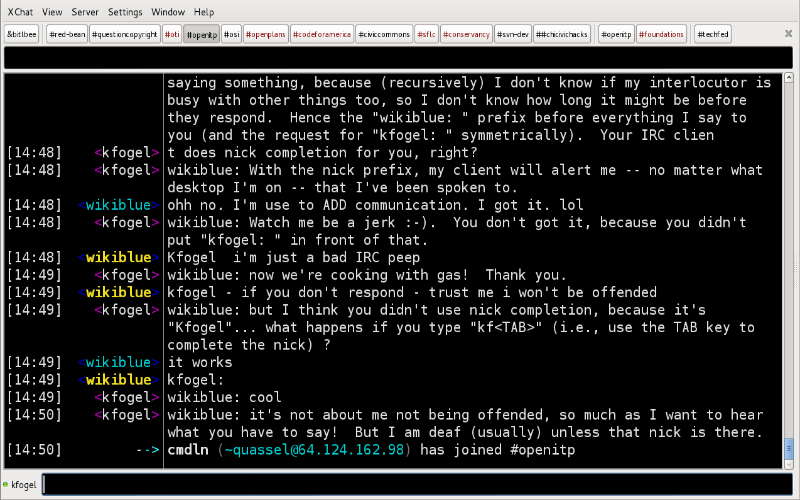 XChat View Server Settings Window Help
&bitlbee #red-bean #questioncopyright #oti #openitp #osi #openplans #codeforamerica #civiccommons #sflc #conservancy #svn-dev ##chicivichacks #openitp #foundations #techfed
saying something, because (recursively) I don't know if my interlocutor is
busy with other things too, so I don't know how long it might be before
they respond. Hence the "wikiblue: " prefix before everything I say to
you (and the request for "kfogel: " symmetrically). Your IRC clien
[14:48] <kfogel> t does nick completion for you, right?
[14:48] <kfogel> wikiblue: With the nick prefix, my client will alert me -- no matter what
desktop I'm on -- that I've been spoken to.
[14:48] <wikiblue> ohh no. I'm use to ADD communication. I got it. lol
[14:48] <kfogel> wikiblue: Watch me be a jerk :-). You don't got it, because you didn't
put "kfogel: " in front of that.
[14:48] <wikiblue> Kfogel  i'm just a bad IRC peep
[14:49] <kfogel> wikiblue: now we're cooking with gas! Thank you.
[14:49] <wikiblue> kfogel - if you don't respond - trust me i won't be offended
[14:49] <kfogel> wikiblue: but I think you didn't use nick completion, because it's
"Kfogel"... what happens if you type "kf<TAB>" (i.e., use the TAB key to
complete the nick) ?
[14:49] <wikiblue> it works
[14:49] <wikiblue> kfogel:
[14:49] <kfogel> wikiblue: cool
[14:50] <kfogel> wikiblue: it's not about me not being offended, so much as I want to hear
what you have to say! But I am deaf (usually) unless that nick is there.
[14:50] --> cmdln (~quassel@64.124.162.98) has joined #openitp
kfogel